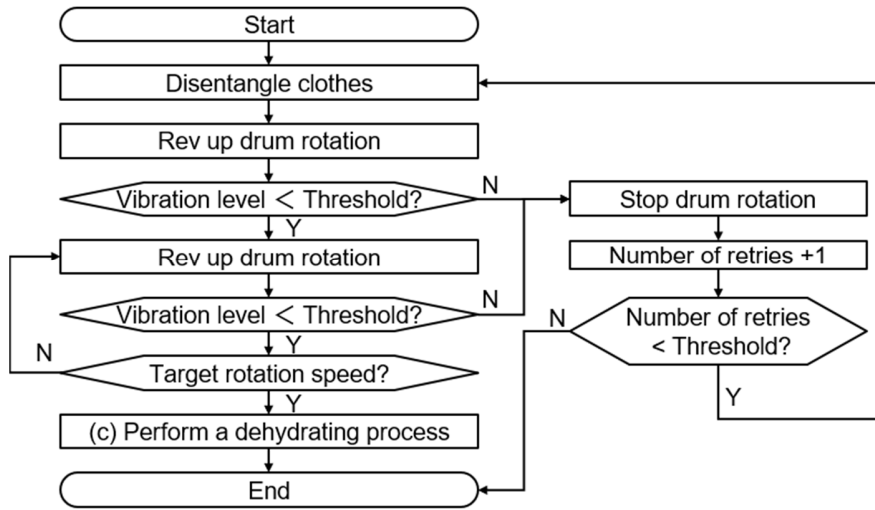 Start
Disentangle clothes
Rev up drum rotation
Vibration level < Threshold?
N
Y
Stop drum rotation
Rev up drum rotation
Number of retries +1
Vibration level < Threshold?
N
Y
Number of retries
< Threshold?
N
Y
Target rotation speed?
N
Y
(c) Perform a dehydrating process
End